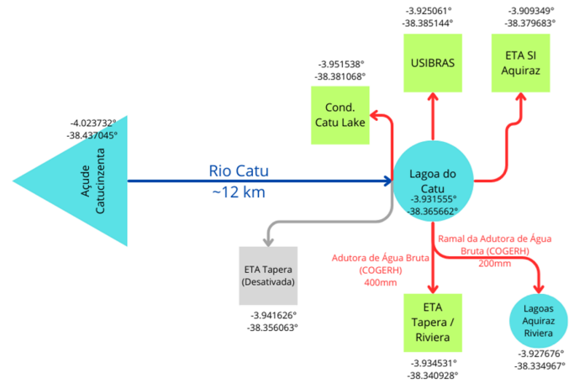 -3.925061°
-38.385144°
-3.909349°
-38.379683°
-3.951538°
-38.381068°
USIBRAS
ETA SI
Aquiraz
Cond.
Catu Lake
-4.023732°
-38.437045°
Açude
Catucinzenta
Rio Catu
~12 km
Lagoa do
Catu
-3.931555°
-38.365662°
ETA Tapera
(Desativada)
-3.941626°
-38.356063°
Adutora de Água Bruta
(COGERH)
400mm
Ramal da Adutora de Água
Bruta (COGERH)
200mm
ETA
Tapera /
Riviera
-3.934531°
-38.340928°
Lagoas
Aquiraz
Riviera
-3.927676°
-38.334967°